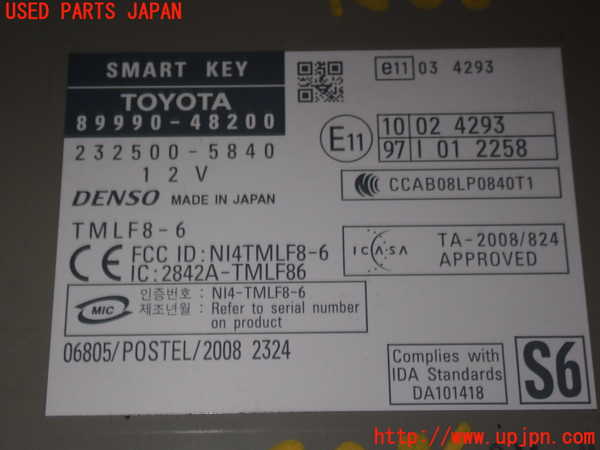 USED PARTS JAPAN
SMART KEY
TOYOTA
89990-48200
232500-5840
12V
DENSO MADE IN JAPAN
TMLF8-6
CE FCC ID: NI4TMLF8-6
IC: 2842A-TMLF86
MIC 인증번호 : NI4-TMLF8-6
제조년월 : Refer to serial number
on product
06805/POSTEL/2008 2324
e11 03 4293
E11 10 02 4293
97 I 01 2258
CCAB08LP0840T1
ICASA TA-2008/824
APPROVED
Complies with
IDA Standards
DA101418
S6
http://www.upjpn.com/